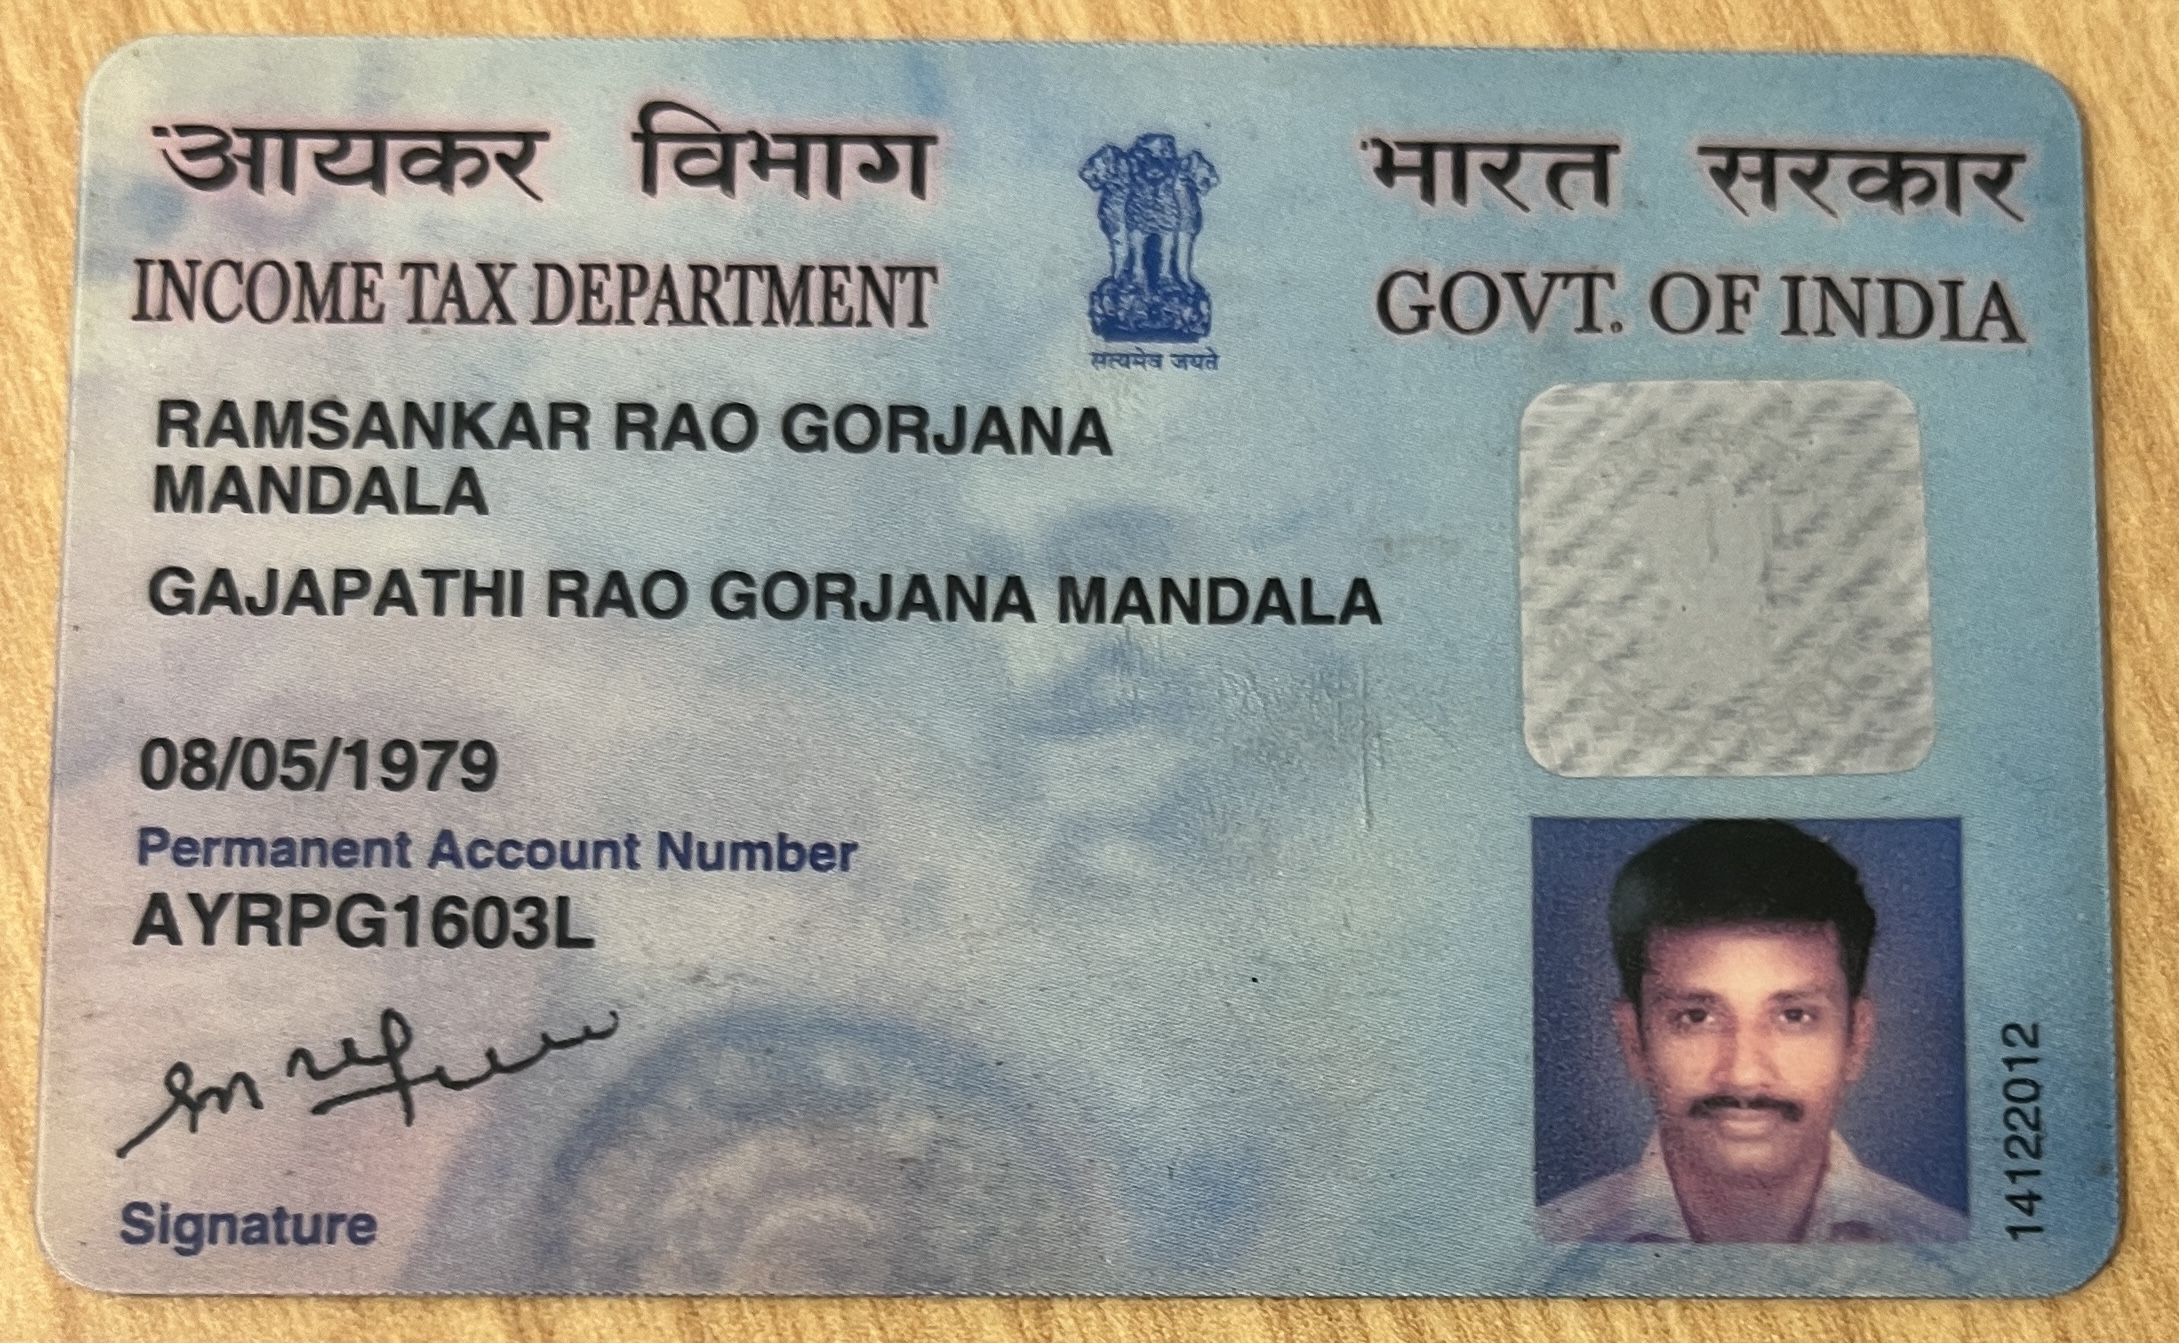 आयकर विभाग
INCOME TAX DEPARTMENT
सत्यमेव जयते
भारत सरकार
GOVT. OF INDIA
RAMSANKAR RAO GORJANA
MANDALA
GAJAPATHI RAO GORJANA MANDALA
08/05/1979
Permanent Account Number
AYRPG1603L
Signature
14122012